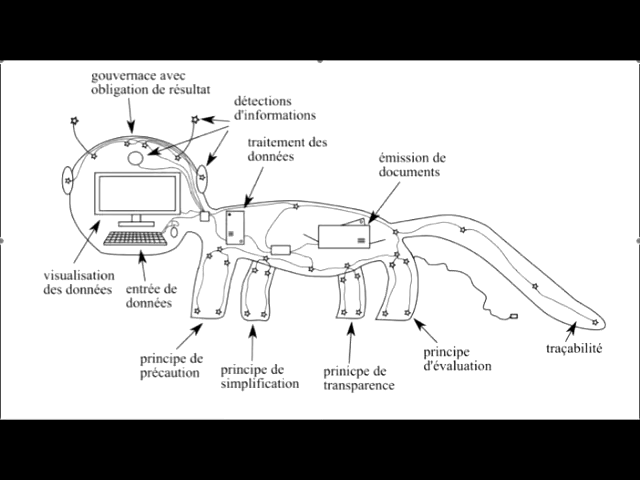 gouvernace avec
obligation de résultat
détections
d'informations
traitement des
données
émission de
documents
visualisation
des données
entrée de
données
principe de
précaution
principe de
simplification
prinicpe de
transparence
principe
d'évaluation
traçabilité